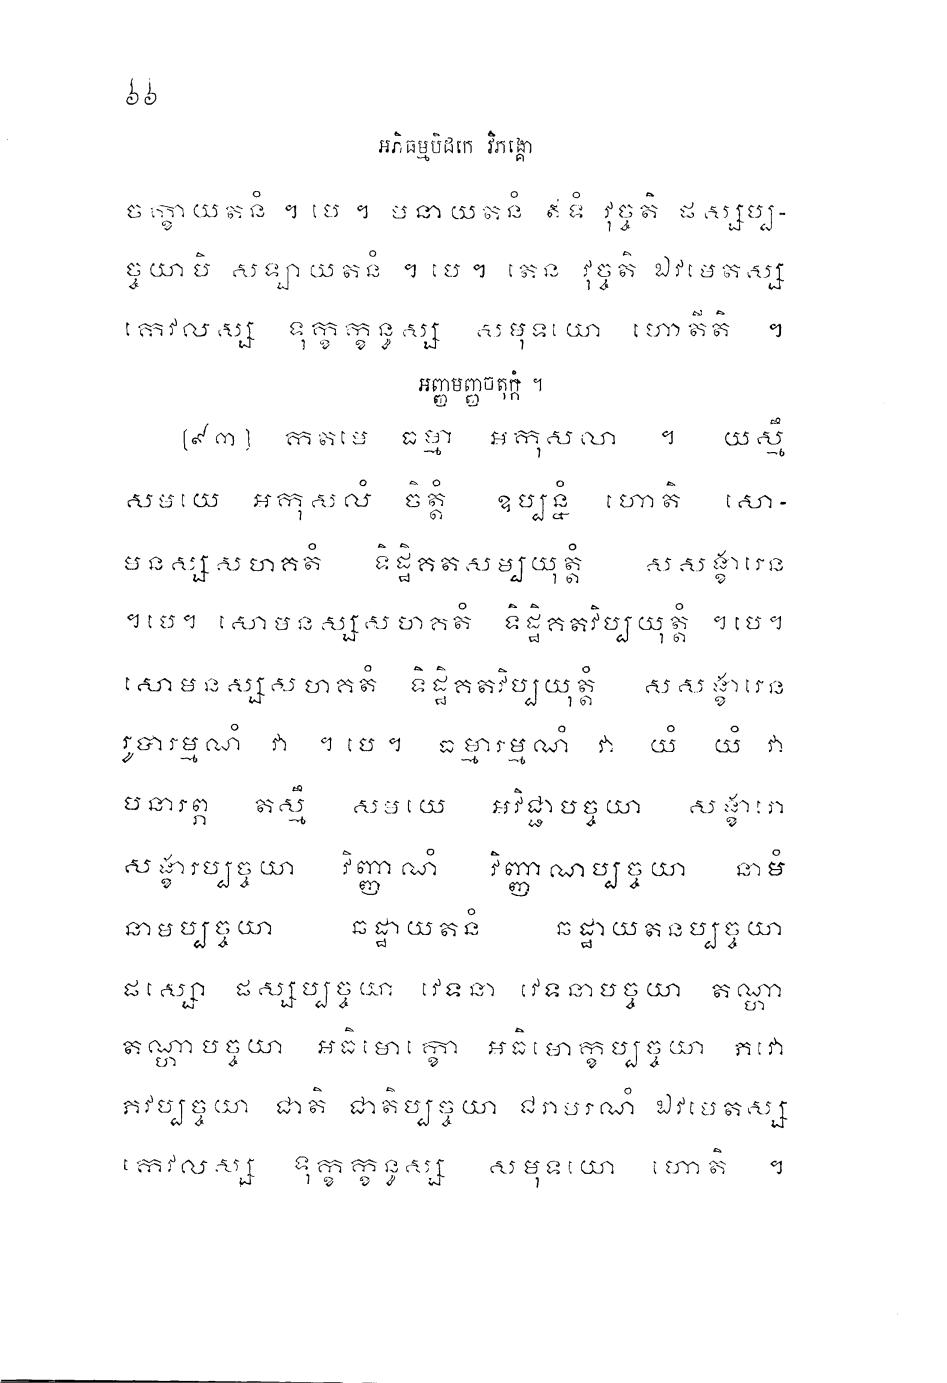 ៦៦
អភិធម្មបិដកេ វិភង្គោ
ចក្ខាយតនំ ។ បេ ។ មនាយតនំ ឥទំ វុច្ចតិ ផស្សប្ប-
ច្ចយាបិ សឡាយតនំ ។ បេ ។ តេន វុច្ចតិ ឯវមេតស្ស
កេវលស្ស ទុក្ខក្ខន្ធស្ស សមុទយោ ហោតីតិ ។
អញ្ញមញ្ញចតុក្កំ ។
(៩៣) កតមេ ធម្មា អកុសលា ។ យស្មឹ
សមយេ អកុសលំ ចិត្តំ ឧប្បន្នំ ហោតិ សោ-
មនស្សសហគតំ ទិដ្ឋិគតសម្បយុត្តំ សសង្ខារេន
។បេ។ សោមនស្សសហគតំ ទិដ្ឋិគតវិប្បយុត្តំ ។បេ។
សោមនស្សសហគតំ ទិដ្ឋិគតវិប្បយុត្តំ សសង្ខារេន
រូបារម្មណំ វា ។ បេ។ ធម្មារម្មណំ វា យំ យំ វា
បនារព្ភ តស្មឹ សមយេ អវិជ្ជាបច្ចយា សង្ខារោ
សង្ខារប្បច្ចយា វិញ្ញាណំ វិញ្ញាណប្បច្ចយា នាមំ
នាមប្បច្ចយា ឆដ្ឋាយតនំ ឆដ្ឋាយតនប្បច្ចយា
ផស្សោ ផស្សប្បច្ចយា វេទនា វេទនាបច្ចយា តណ្ហា
តណ្ហាបច្ចយា អធិមោក្ខោ អធិមោក្ខប្បច្ចយា ភវោ
ភវប្បច្ចយា ជាតិ ជាតិប្បច្ចយា ជរាមរណំ ឯវមេតស្ស
កេវលស្ស ទុក្ខក្ខន្ធស្ស សមុទយោ ហោតិ ។